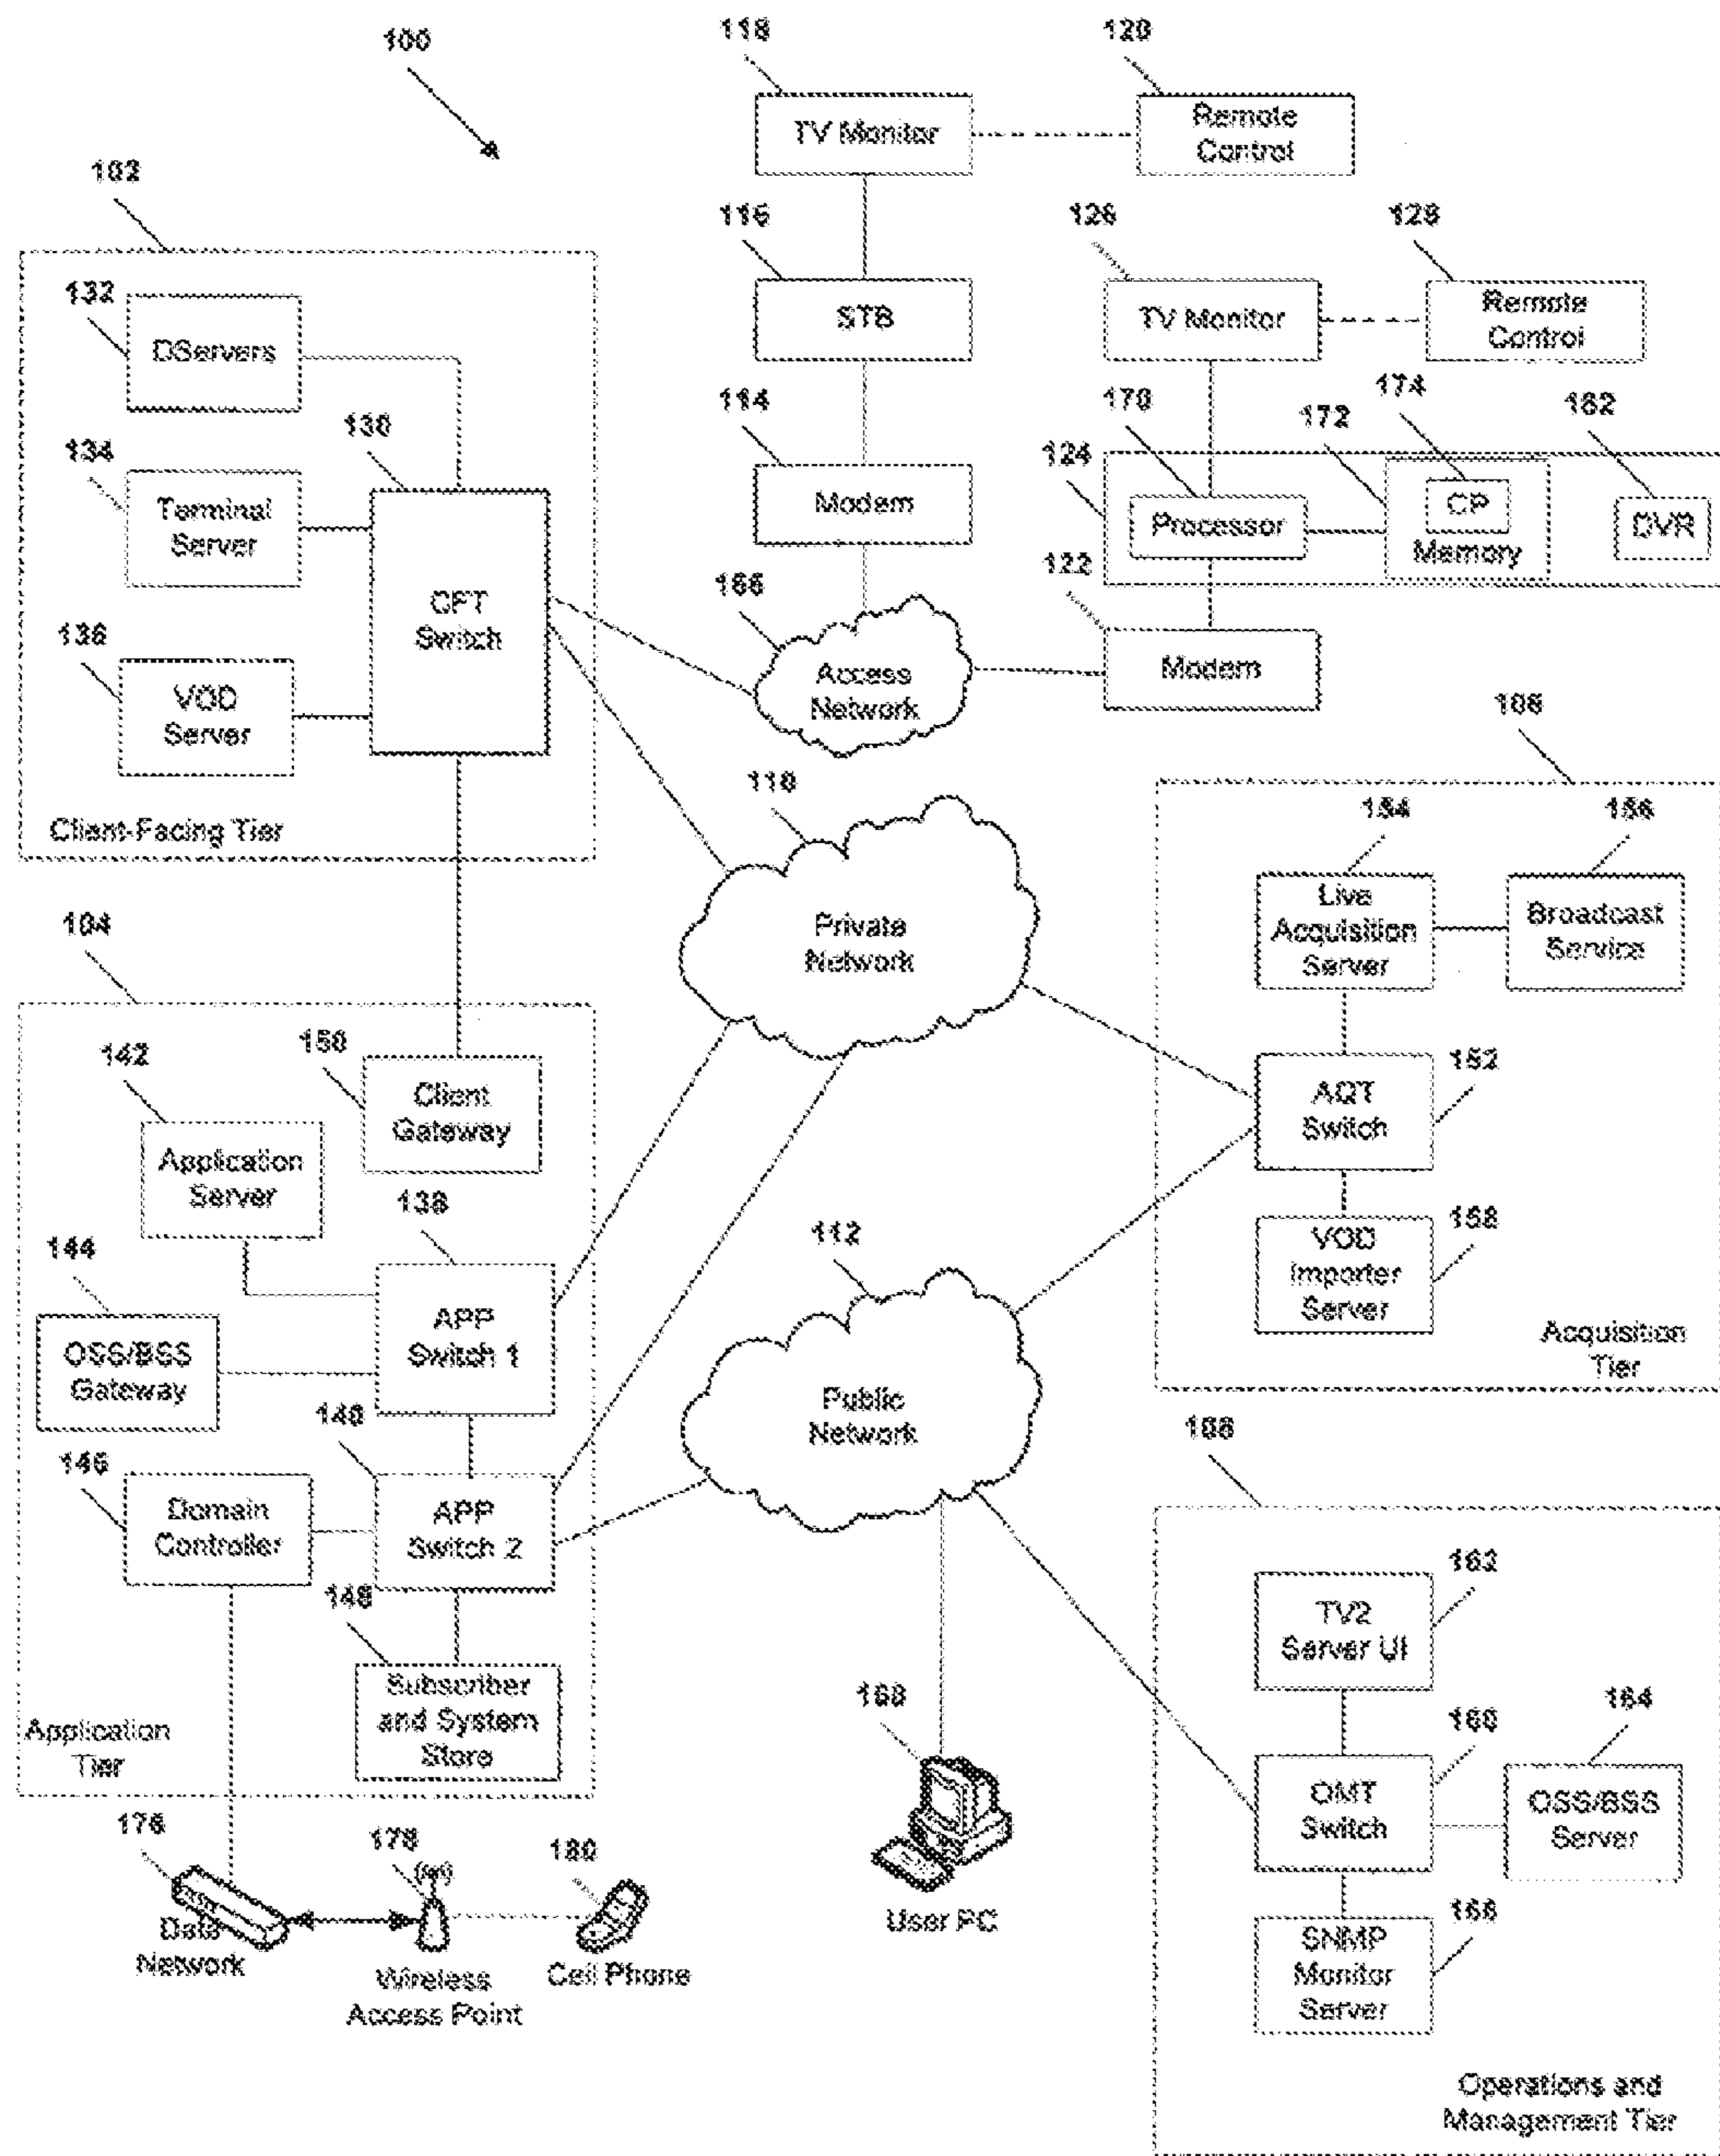 100
118
120
TV Monitor
Remote
Control
102
116
126
128
132
DServers
STB
TV Monitor
Remote
Control
130
114
170
172
174
182
134
Terminal
Server
124
Modem
Processor
CP
Memory
DVR
122
CFT
Switch
166
136
VOD
Server
Access
Network
Modem
106
110
Client-Facing Tier
154
156
Live
Acquisition
Server
Broadcast
Service
104
Private
Network
142
150
Client
Gateway
AQT
Switch
152
Application
Server
138
144
112
VOD
Importer
Server
158
OSS/BSS
Gateway
APP
Switch 1
Acquisition
Tier
140
Public
Network
108
146
Domain
Controller
APP
Switch 2
148
TV2
Server UI
162
Subscriber
and System
Store
168
160
164
Application
Tier
OMT
Switch
OSS/BSS
Server
176
178
180
User PC
166
Data
Network
Wireless
Access Point
Cell Phone
SNMP
Monitor
Server
Operations and
Management Tier